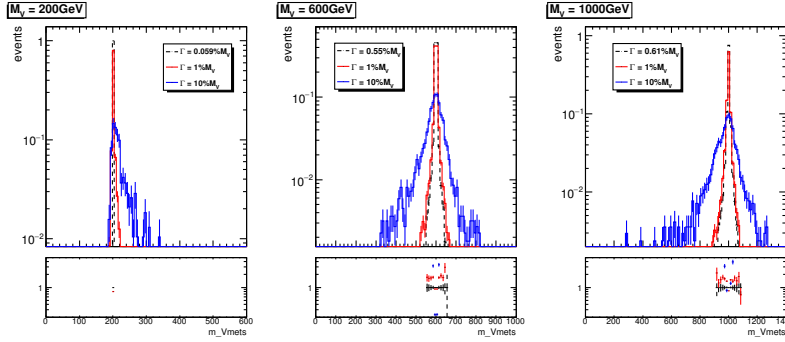 M_V = 200GeV
events
1
10⁻¹
10⁻²
Γ = 0.059%M_V
Γ = 1%M_V
Γ = 10%M_V
1
0 100 200 300 400 500 600
m_Vmets
M_V = 600GeV
events
1
10⁻¹
10⁻²
Γ = 0.55%M_V
Γ = 1%M_V
Γ = 10%M_V
1
0 100 200 300 400 500 600 700 800 900 1000
m_Vmets
M_V = 1000GeV
events
1
10⁻¹
10⁻²
Γ = 0.61%M_V
Γ = 1%M_V
Γ = 10%M_V
1
0 200 400 600 800 1000 1200
m_Vmets